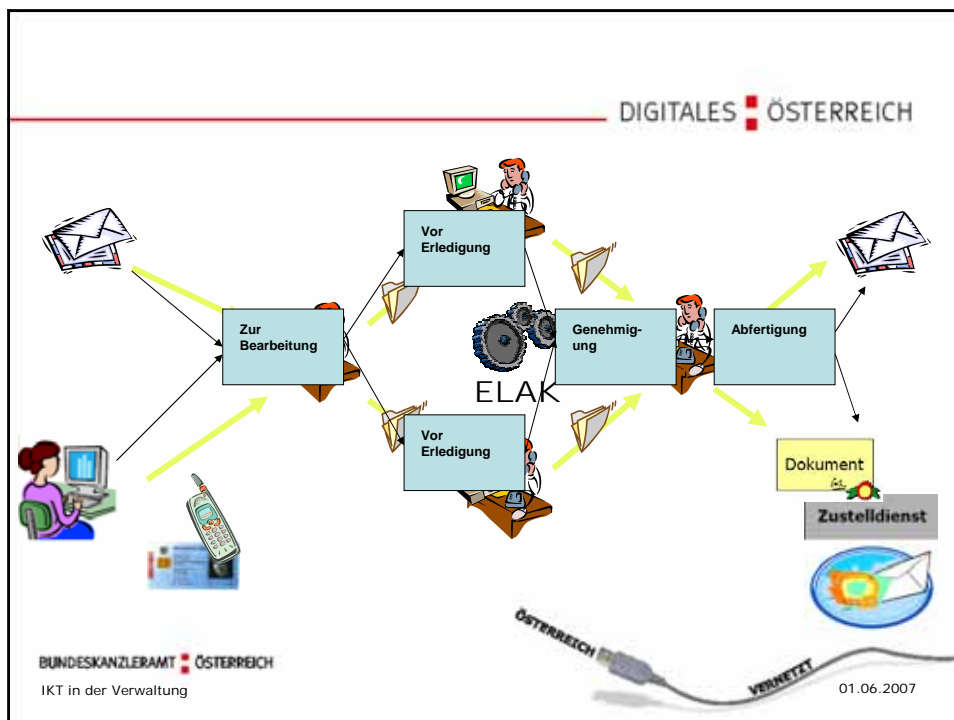 DIGITALES ÖSTERREICH
Vor
Erledigung
Zur
Bearbeitung
Genehmig-
ung
Abfertigung
ELAK
Vor
Erledigung
Dokument
Zustelldienst
ÖSTERREICH
VERNETZT
BUNDESKANZLERAMT ÖSTERREICH
IKT in der Verwaltung
01.06.2007